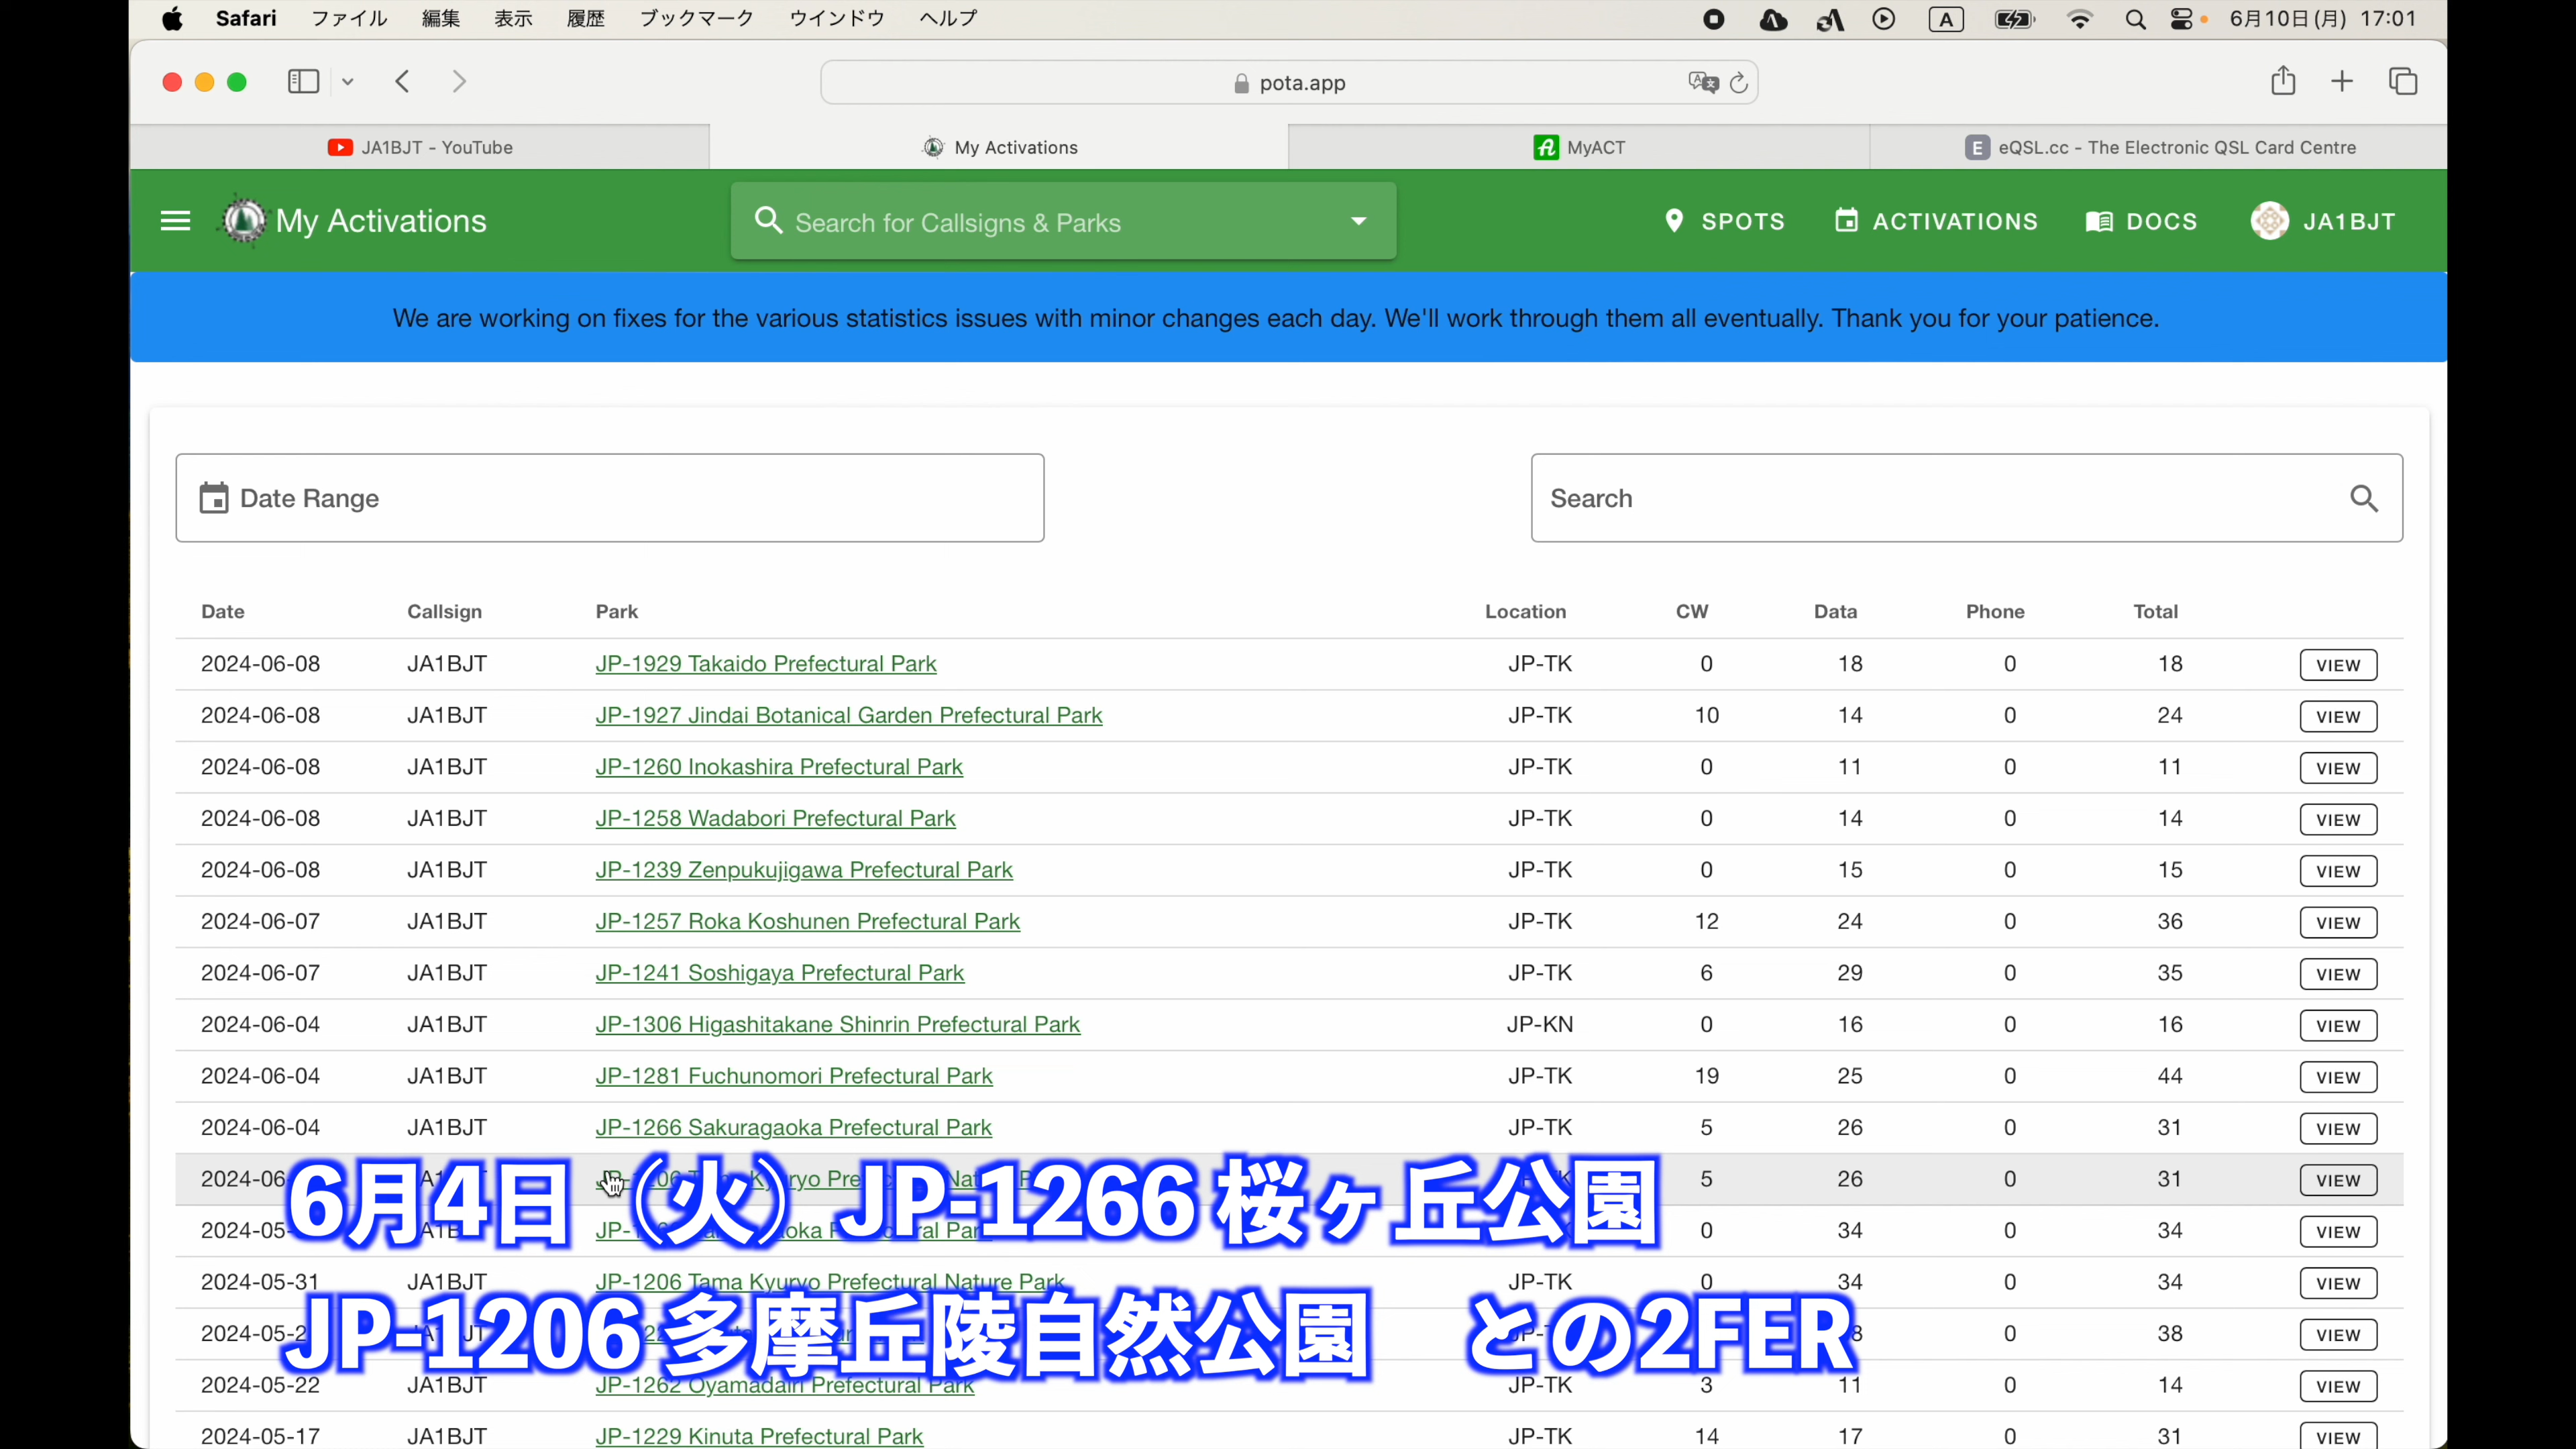 Safari ファイル 編集 表示 履歴 ブックマーク ウインドウ ヘルプ A 6月10日(月) 17:01
pota.app
JA1BJT - YouTube My Activations MyACT E eQSL.cc - The Electronic QSL Card Centre
My Activations Search for Callsigns & Parks SPOTS ACTIVATIONS DOCS JA1BJT
We are working on fixes for the various statistics issues with minor changes each day. We'll work through them all eventually. Thank you for your patience.
Date Range Search
Date Callsign Park Location CW Data Phone Total
2024-06-08 JA1BJT JP-1929 Takaido Prefectural Park JP-TK 0 18 0 18 VIEW
2024-06-08 JA1BJT JP-1927 Jindai Botanical Garden Prefectural Park JP-TK 10 14 0 24 VIEW
2024-06-08 JA1BJT JP-1260 Inokashira Prefectural Park JP-TK 0 11 0 11 VIEW
2024-06-08 JA1BJT JP-1258 Wadabori Prefectural Park JP-TK 0 14 0 14 VIEW
2024-06-08 JA1BJT JP-1239 Zenpukujigawa Prefectural Park JP-TK 0 15 0 15 VIEW
2024-06-07 JA1BJT JP-1257 Roka Koshunen Prefectural Park JP-TK 12 24 0 36 VIEW
2024-06-07 JA1BJT JP-1241 Soshigaya Prefectural Park JP-TK 6 29 0 35 VIEW
2024-06-04 JA1BJT JP-1306 Higashitakane Shinrin Prefectural Park JP-KN 0 16 0 16 VIEW
2024-06-04 JA1BJT JP-1281 Fuchunomori Prefectural Park JP-TK 19 25 0 44 VIEW
2024-06-04 JA1BJT JP-1266 Sakuragaoka Prefectural Park JP-TK 5 26 0 31 VIEW
5 26 0 31 VIEW
6月4日（火）JP-1266 桜ヶ丘公園
0 34 0 34 VIEW
2024-05-31 JA1BJT JP-1206 Tama Kyuryo Prefectural Nature Park JP-TK 0 34 0 34 VIEW
JP-1206 多摩丘陵自然公園 との2FER
0 38 VIEW
2024-05-22 JA1BJT JP-1262 Oyamadairi Prefectural Park JP-TK 3 11 0 14 VIEW
2024-05-17 JA1BJT JP-1229 Kinuta Prefectural Park JP-TK 14 17 0 31 VIEW